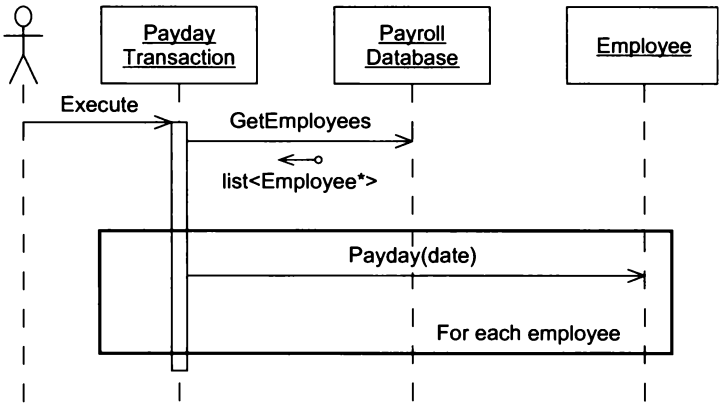 Payday
Transaction
Payroll
Database
Employee
Execute
GetEmployees
list<Employee*>
Payday(date)
For each employee